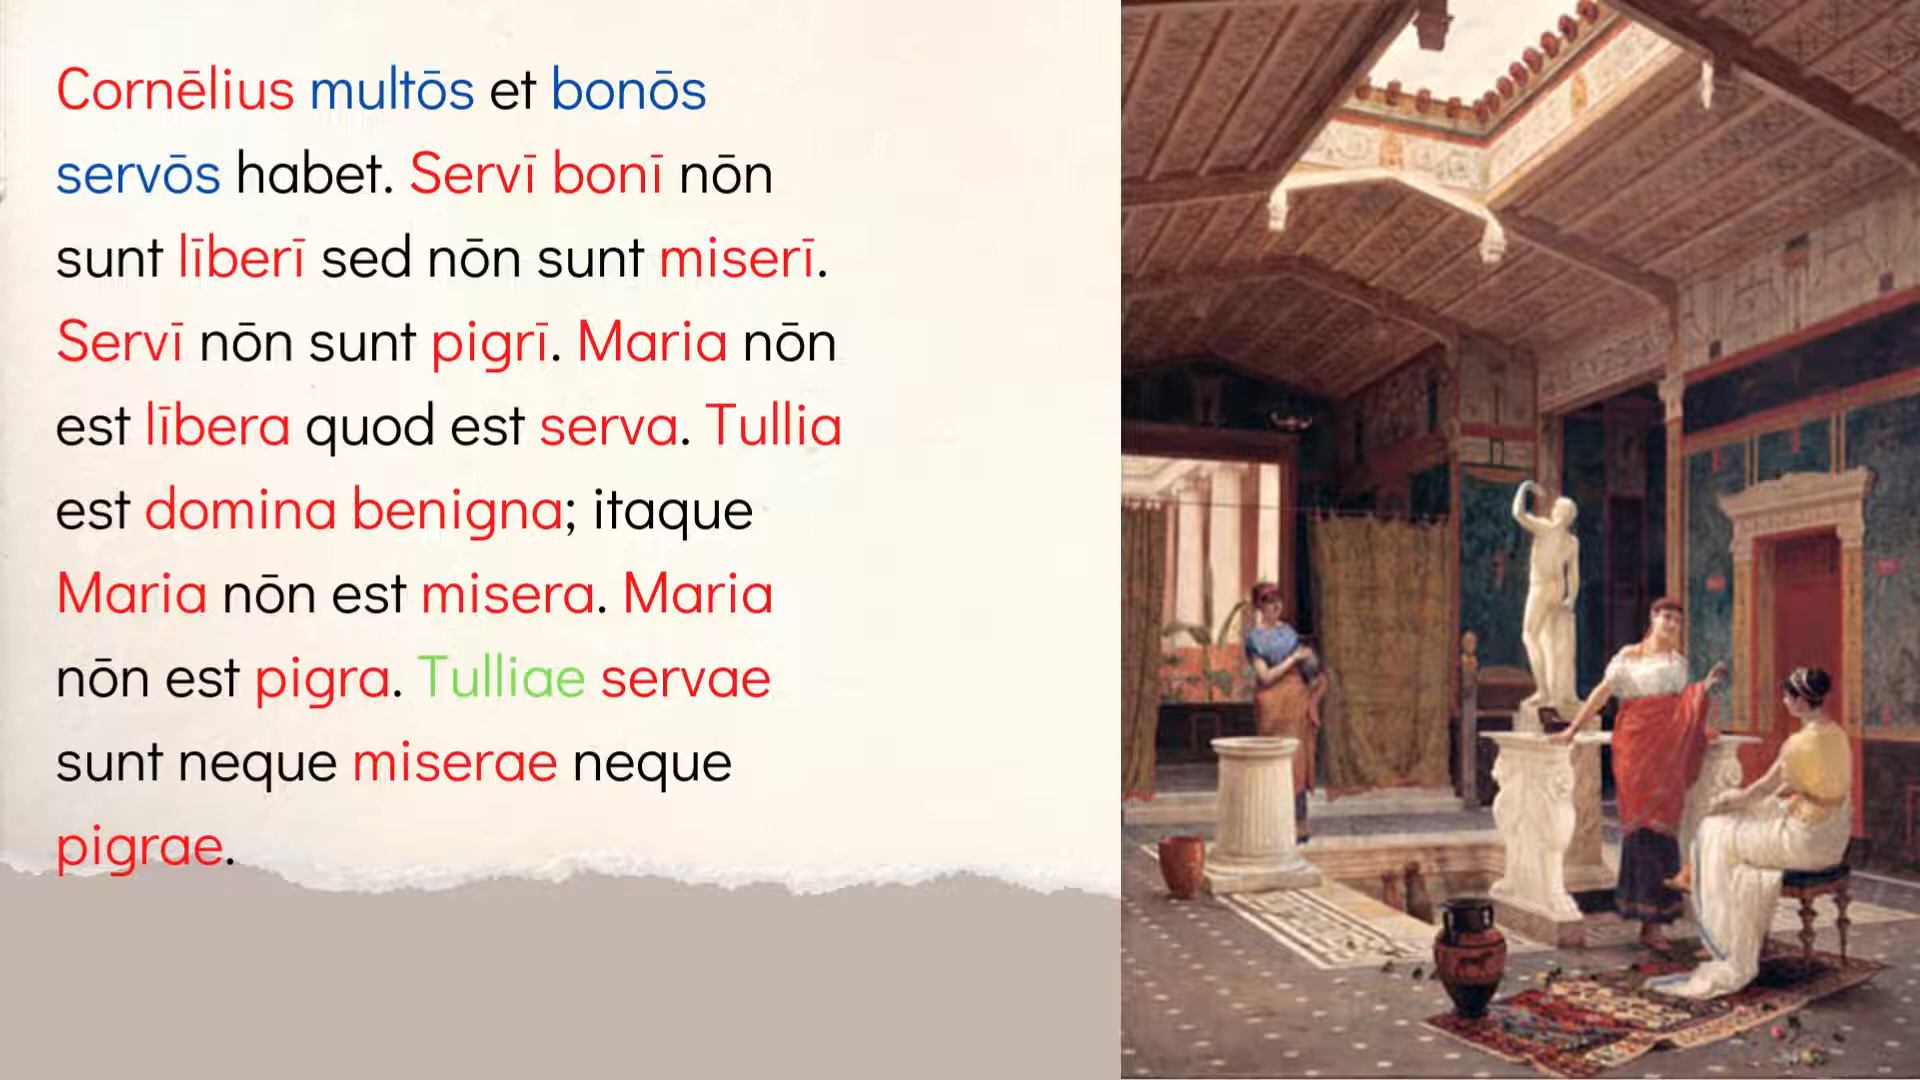 Cornēlius multōs et bonōs
servōs habet. Servī bonī nōn
sunt līberī sed nōn sunt miserī.
Servī nōn sunt pigrī. Maria nōn
est lībera quod est serva. Tullia
est domina benigna; itaque
Maria nōn est misera. Maria
nōn est pigra. Tulliae servae
sunt neque miserae neque
pigrae.